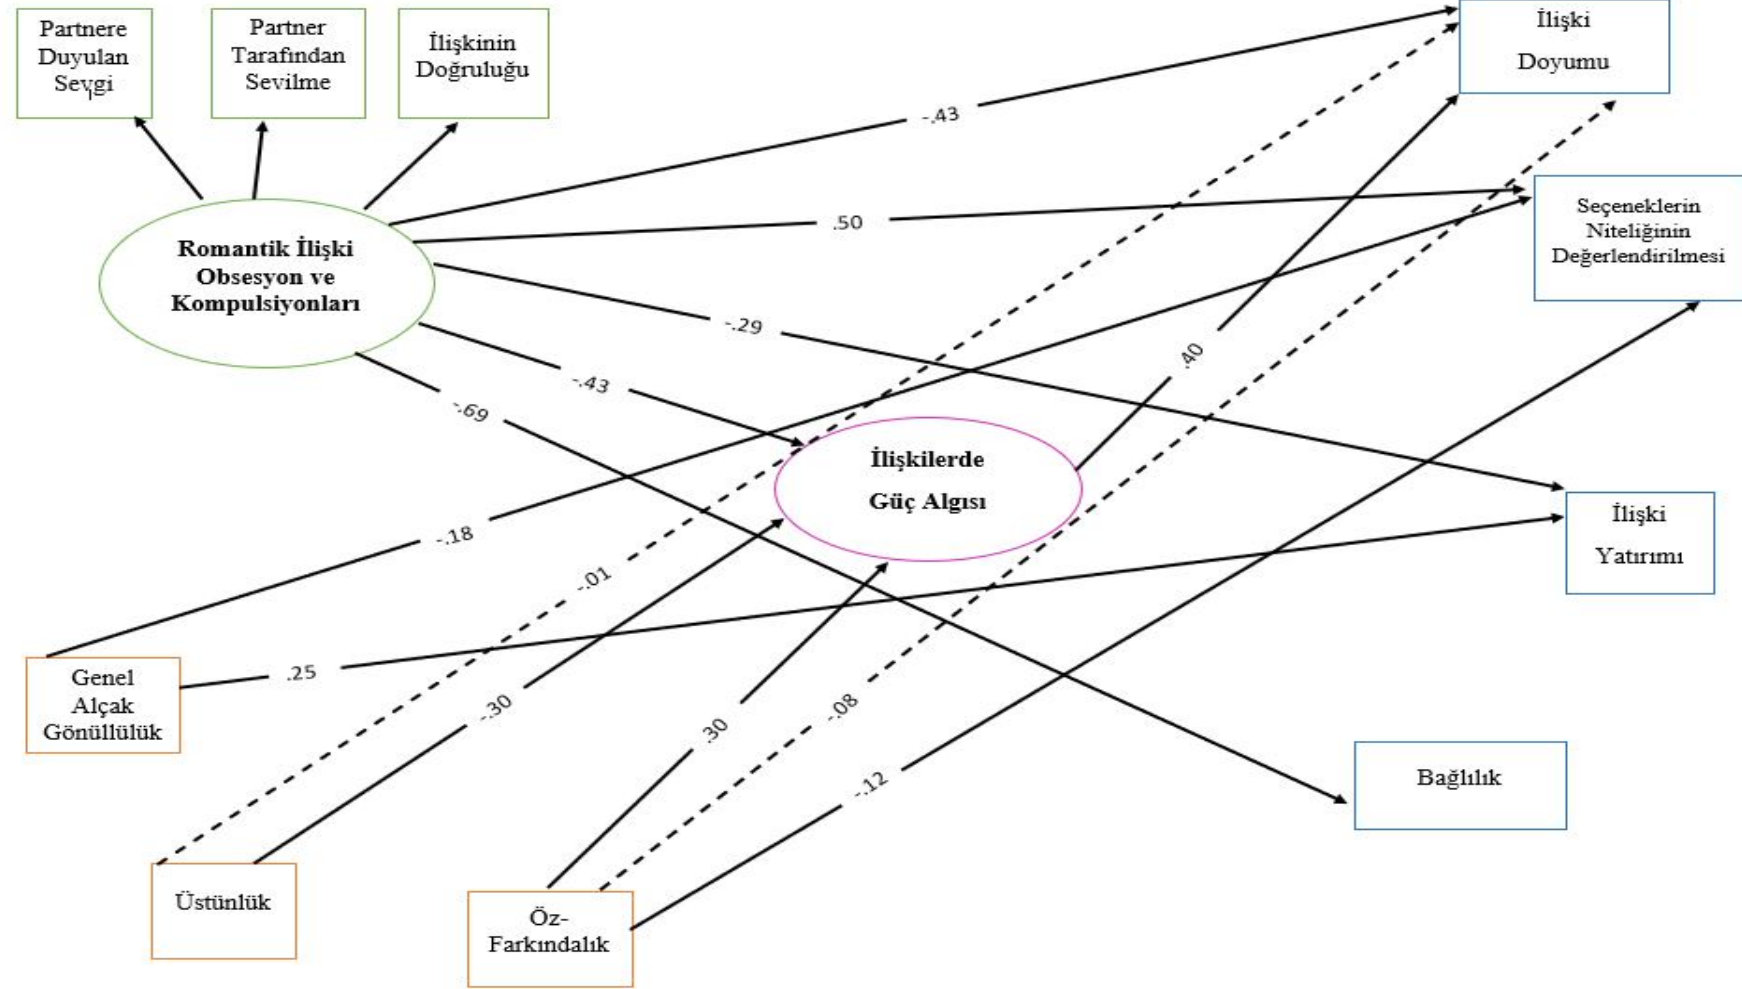 Partnere
Duyulan
Sevgi
Partner
Tarafından
Sevilme
İlişkinin
Doğruluğu
İlişki
Doyumu
-.43
.50
Seçeneklerin
Niteliğinin
Değerlendirilmesi
Romantik İlişki
Obsesyon ve
Kompulsiyonları
-.29
-.43
.40
-.69
İlişkilerde
Güç Algısı
-.18
İlişki
Yatırımı
-.01
.25
Genel
Alçak
Gönüllülük
-.30
.30
-.08
-.12
Bağlılık
Üstünlük
Öz-
Farkındalık